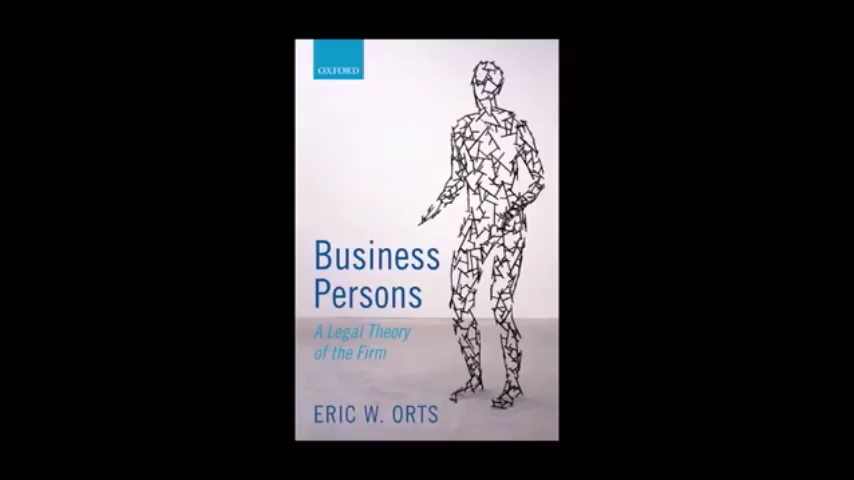 OXFORD
Business
Persons
A Legal Theory
of the Firm
ERIC W. ORTS